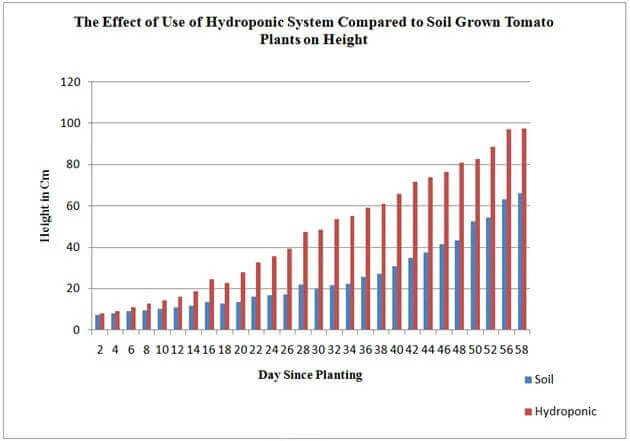 The Effect of Use of Hydroponic System Compared to Soil Grown Tomato
Plants on Height
120
100
80
60
40
20
0
Height in Cm
2 4 6 8 10 12 14 16 18 20 22 24 26 28 30 32 34 36 38 40 42 44 46 48 50 52 56 58
Day Since Planting
Soil
Hydroponic